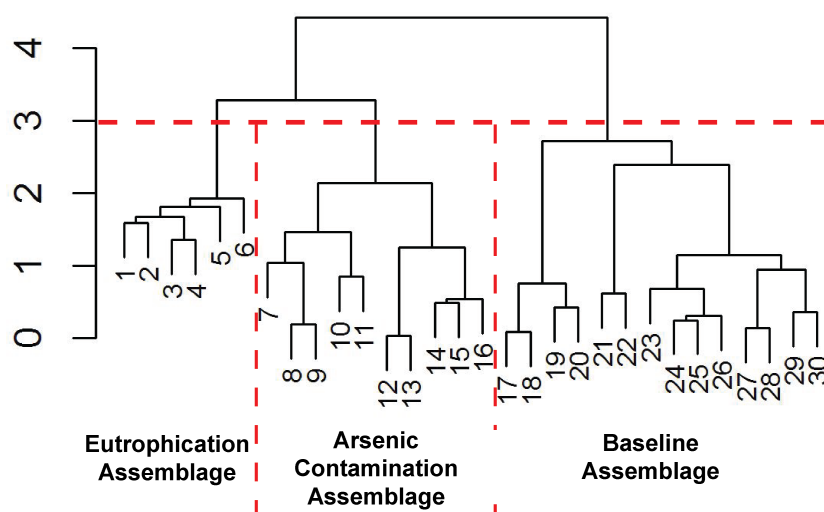 4
3
2
1
0
1 2 3 4 5 6 7 8 9 10 11 12 13 14 15 16 17 18 19 20 21 22 23 24 25 26 27 28 29 30
Eutrophication
Assemblage
Arsenic
Contamination
Assemblage
Baseline
Assemblage